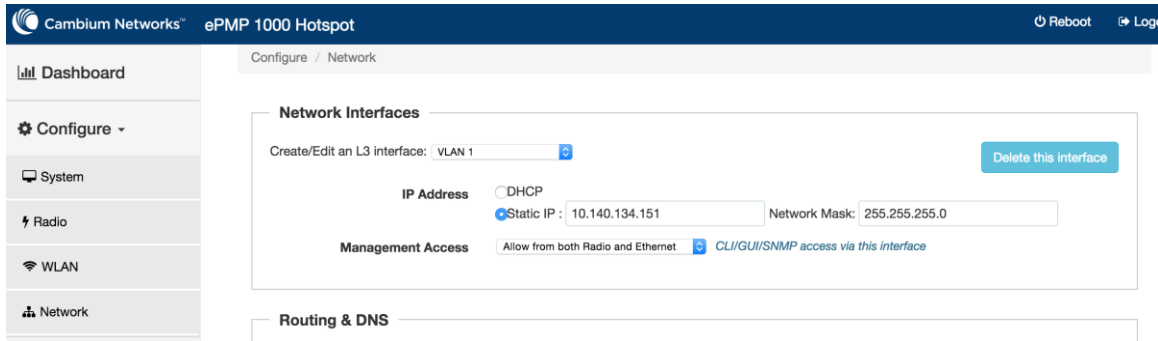 Cambium Networks™ ePMP 1000 Hotspot Reboot
Dashboard
Configure
System
Radio
WLAN
Network
Configure / Network
Network Interfaces
Create/Edit an L3 interface: VLAN 1 Delete this interface
IP Address DHCP
Static IP : 10.140.134.151 Network Mask: 255.255.255.0
Management Access Allow from both Radio and Ethernet CLI/GUI/SNMP access via this interface
Routing & DNS